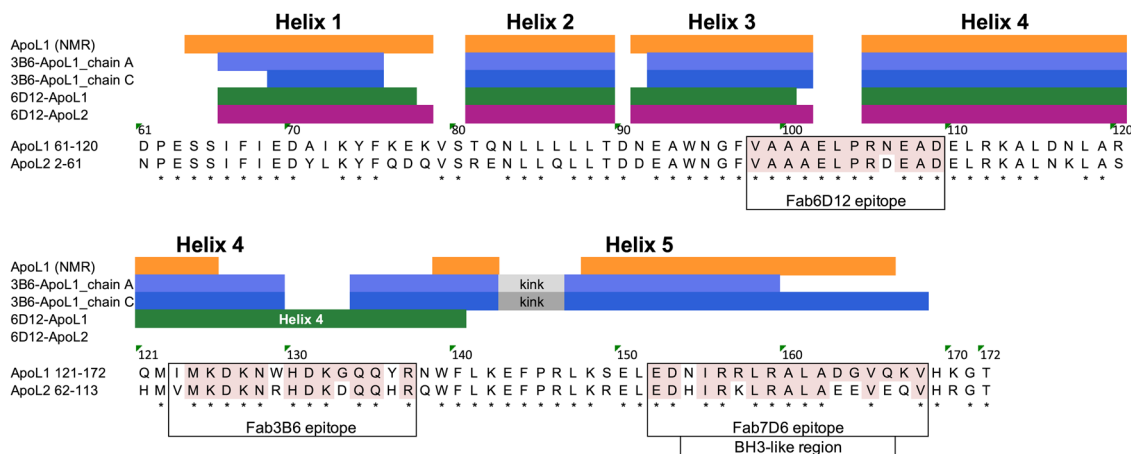 Helix 1 Helix 2 Helix 3 Helix 4
ApoL1 (NMR)
3B6-ApoL1_chain A
3B6-ApoL1_chain C
6D12-ApoL1
6D12-ApoL2
61 70 80 90 100 110 120
ApoL1 61-120 D P E S S I F I E D A I K Y F K E K V S T Q N L L L L L T D N E A W N G F V A A A E L P R N E A D E L R K A L D N L A R
ApoL2 2-61 N P E S S I F I E D Y L K Y F Q D Q V S R E N L L Q L L T D D E A W N G F V A A A E L P R D E A D E L R K A L N K L A S
* * * * * * * * * * * * * * * * * * * * * * * * * * * * * * * * * * * * * * * * * * * * * *
Fab6D12 epitope
Helix 4 Helix 5
ApoL1 (NMR)
3B6-ApoL1_chain A kink
3B6-ApoL1_chain C kink
6D12-ApoL1 Helix 4
6D12-ApoL2
121 130 140 150 160 170 172
ApoL1 121-172 Q M I M K D K N W H D K G Q Q Y R N W F L K E F P R L K S E L E D N I R R L R A L A D G V Q K V H K G T
ApoL2 62-113 H M V M K D K N R H D K D Q Q H R Q W F L K E F P R L K R E L E D N I R K L R A L A E E V E Q V H R G T
* * * * * * * * * * * * * * * * * * * * * * * * * * * * * * * * * * * * * * *
Fab3B6 epitope Fab7D6 epitope
BH3-like region